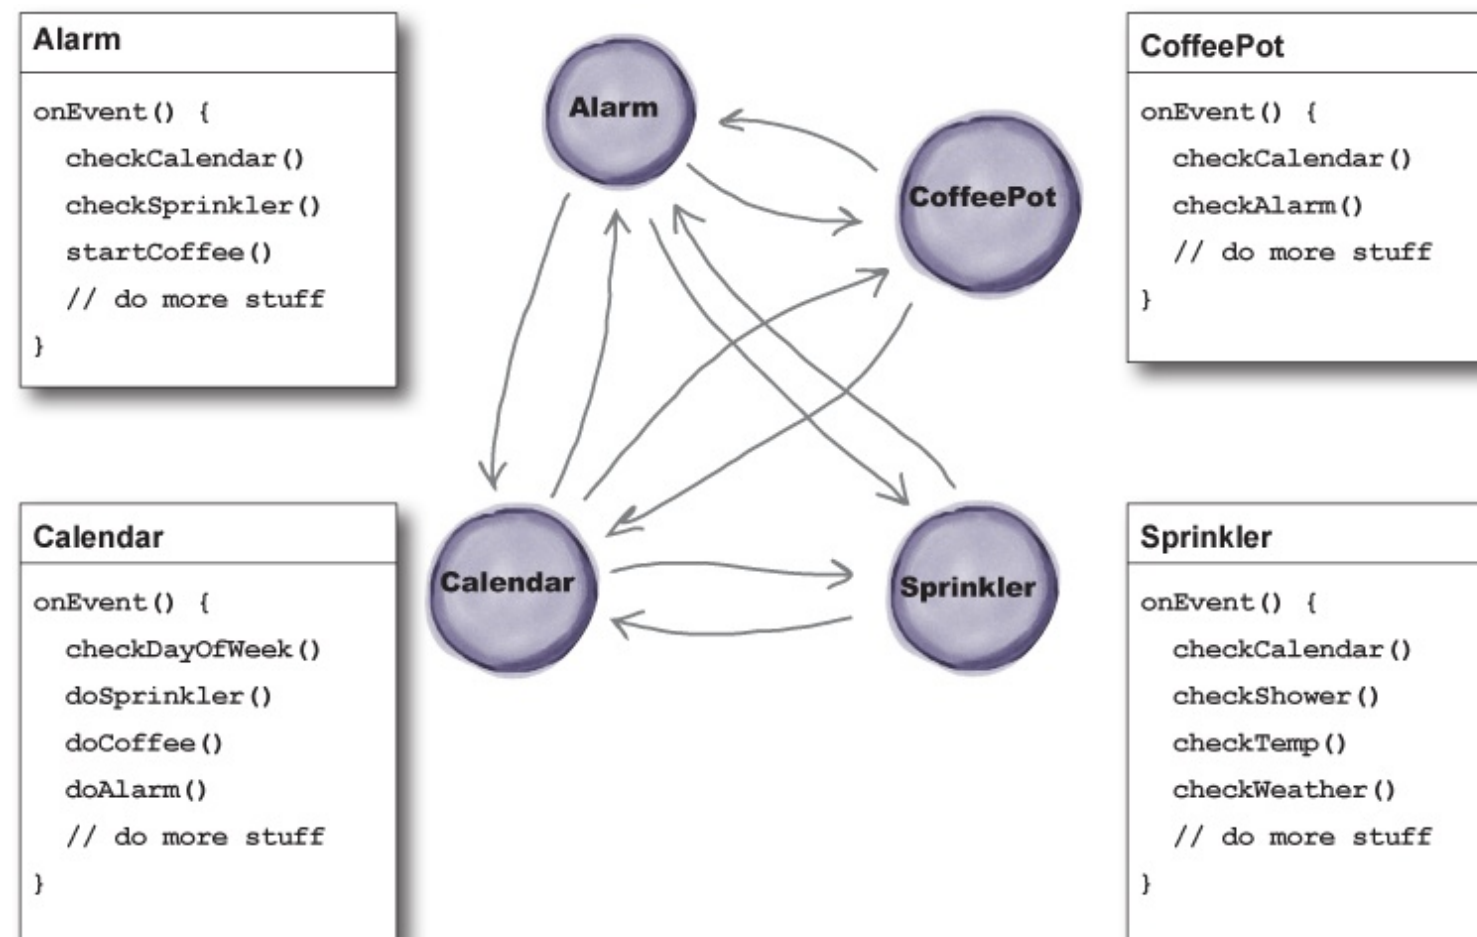 Alarm
onEvent() {
checkCalendar()
checkSprinkler()
startCoffee()
// do more stuff
}
Alarm
CoffeePot
CoffeePot
onEvent() {
checkCalendar()
checkAlarm()
// do more stuff
}
Calendar
onEvent() {
checkDayOfWeek()
doSprinkler()
doCoffee()
doAlarm()
// do more stuff
}
Calendar
Sprinkler
Sprinkler
onEvent() {
checkCalendar()
checkShower()
checkTemp()
checkWeather()
// do more stuff
}